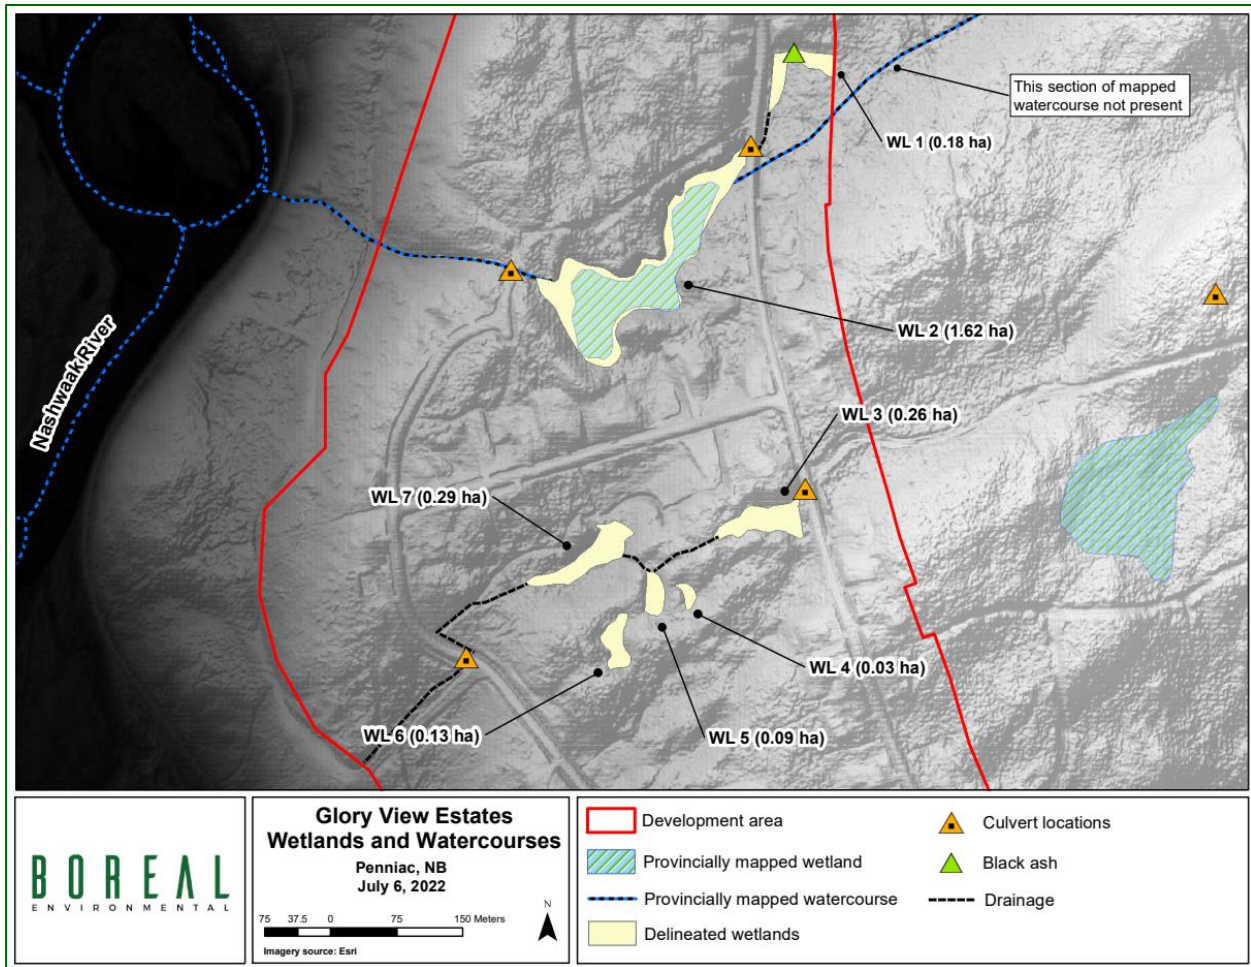 This section of mapped
watercourse not present
WL 1 (0.18 ha)
WL 2 (1.62 ha)
Nashwaak River
WL 3 (0.26 ha)
WL 7 (0.29 ha)
WL 4 (0.03 ha)
WL 6 (0.13 ha)
WL 5 (0.09 ha)
BOREAL
ENVIRONMENTAL
Glory View Estates
Wetlands and Watercourses
Penniac, NB
July 6, 2022
75 37.5 0 75 150 Meters
N
Imagery source: Esri
Development area
Provincially mapped wetland
Provincially mapped watercourse
Delineated wetlands
Culvert locations
Black ash
Drainage